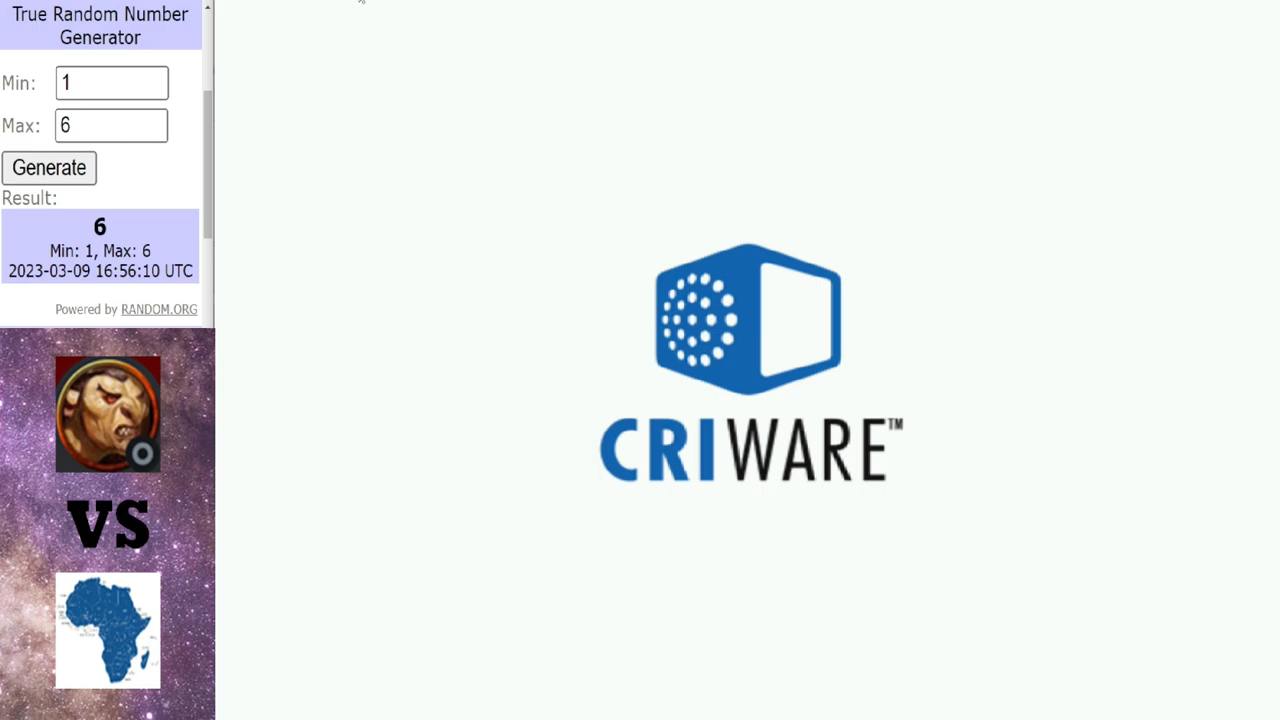 True Random Number
Generator
Min: 1
Max: 6
Generate
Result:
6
Min: 1, Max: 6
2023-03-09 16:56:10 UTC
Powered by RANDOM.ORG
VS
CRIWARE™